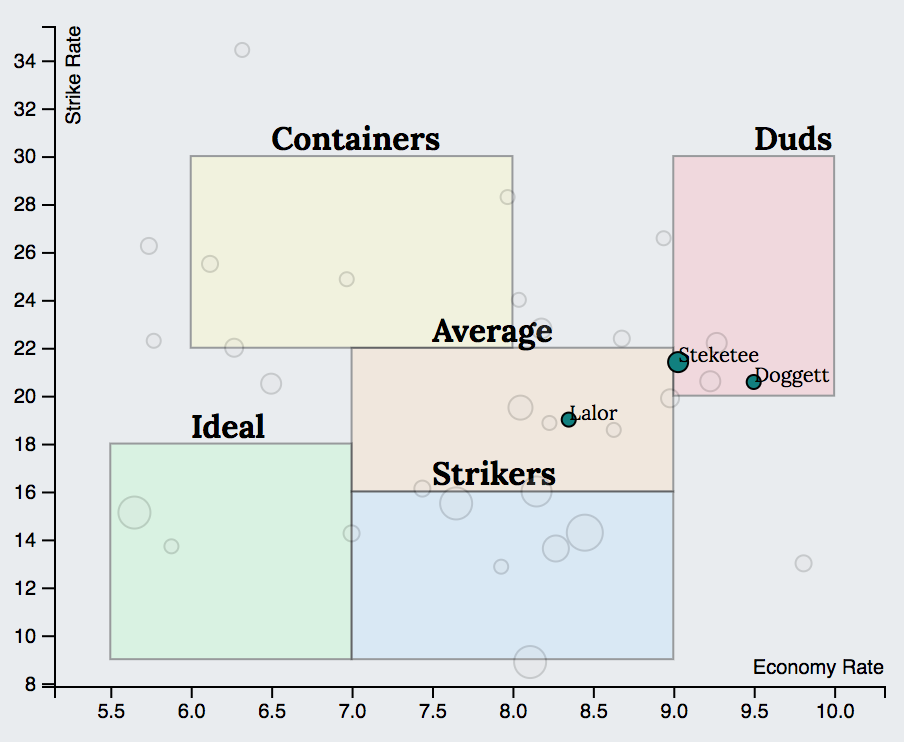 Strike Rate
34
32
30
28
26
24
22
20
18
16
14
12
10
8
Containers
Duds
Average
Steketee
Doggett
Lalor
Ideal
Strikers
Economy Rate
5.5 6.0 6.5 7.0 7.5 8.0 8.5 9.0 9.5 10.0